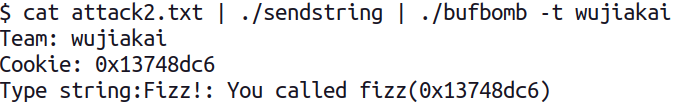 $ cat attack2.txt | ./sendstring | ./bufbomb -t wujiakai
Team: wujiakai
Cookie: 0x13748dc6
Type string:Fizz!: You called fizz(0x13748dc6)